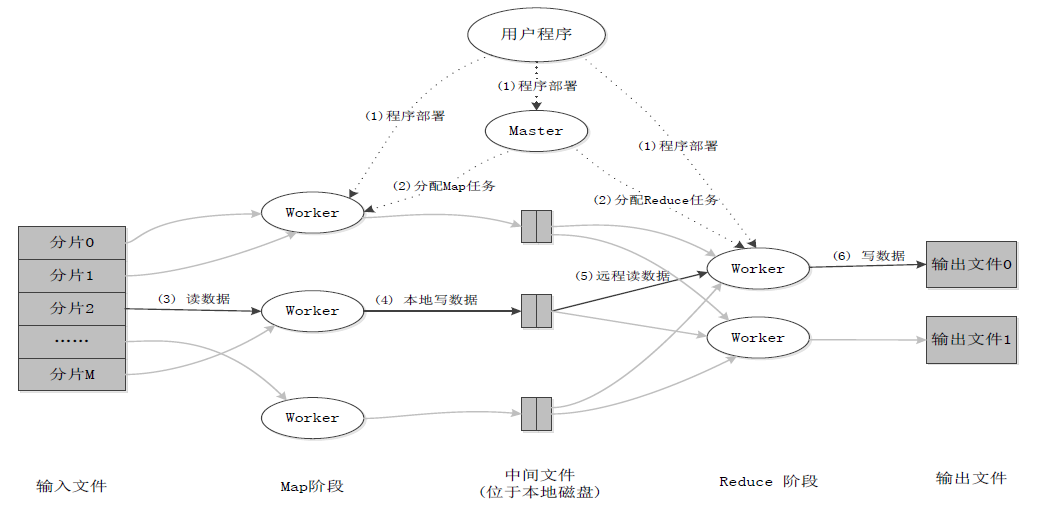 用户程序
(1)程序部署
(1)程序部署
Master
(1)程序部署
(2)分配Map任务
(2)分配Reduce任务
Worker
分片0
分片1
分片2
……
分片M
(3) 读数据
Worker
(4) 本地写数据
Worker
(5)远程读数据
Worker
(6) 写数据
输出文件0
Worker
输出文件1
输入文件
Map阶段
中间文件
(位于本地磁盘)
Reduce 阶段
输出文件